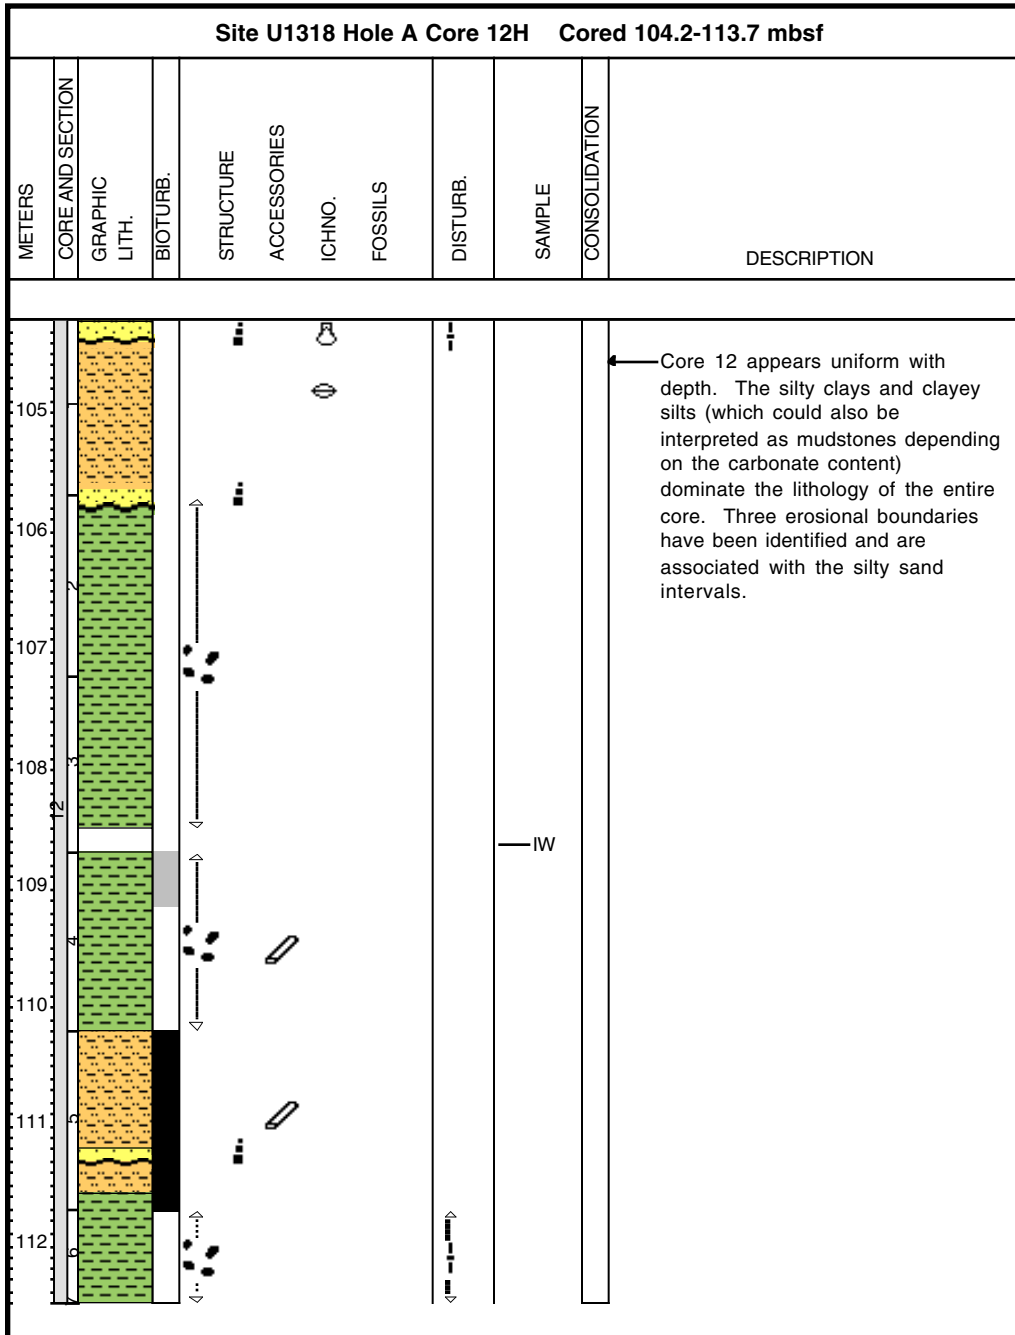 Site U1318 Hole A Core 12H Cored 104.2-113.7 mbsf
METERS
CORE AND SECTION
GRAPHIC
LITH.
BIOTURB.
STRUCTURE
ACCESSORIES
ICHNO.
FOSSILS
DISTURB.
SAMPLE
CONSOLIDATION
DESCRIPTION
Core 12 appears uniform with
depth. The silty clays and clayey
silts (which could also be
interpreted as mudstones depending
on the carbonate content)
dominate the lithology of the entire
core. Three erosional boundaries
have been identified and are
associated with the silty sand
intervals.
105
1
106
2
107
108
3
12
IW
109
4
110
111
5
112
6
7